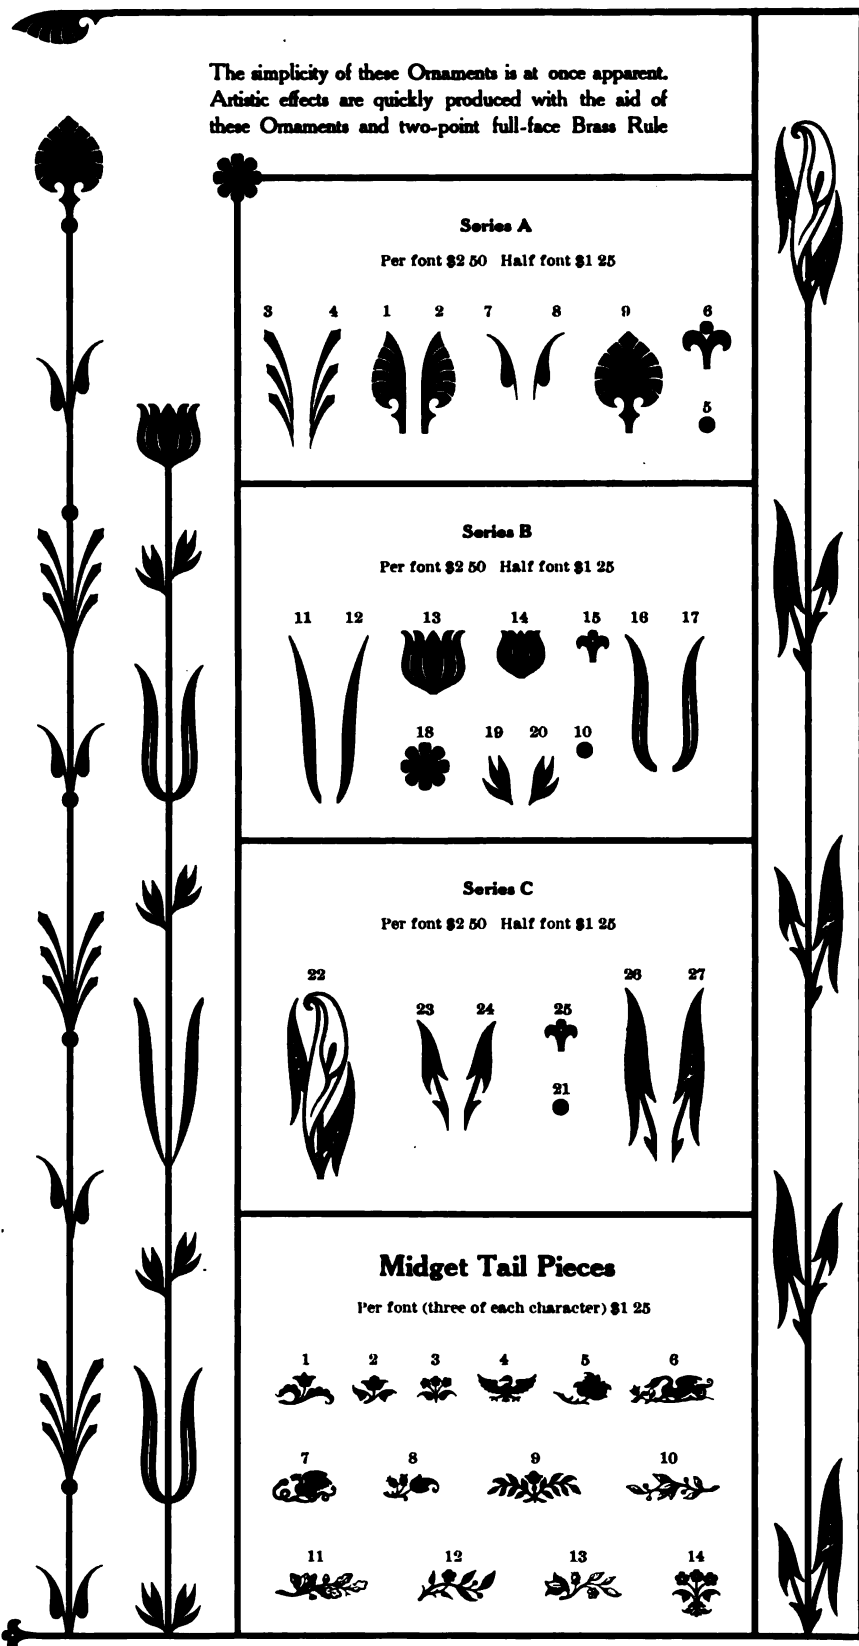 The simplicity of these Ornaments is at once apparent.
Artistic effects are quickly produced with the aid of
these Ornaments and two-point full-face Brass Rule
Series A
Per font $2 50 Half font $1 25
3 4 1 2 7 8 9 6
5
Series B
Per font $2 50 Half font $1 25
11 12 13 14 15 16 17
18 19 20 10
Series C
Per font $2 50 Half font $1 25
22 23 24 25 26 27
21
Midget Tail Pieces
Per font (three of each character) $1 25
1 2 3 4 5 6
7 8 9 10
11 12 13 14